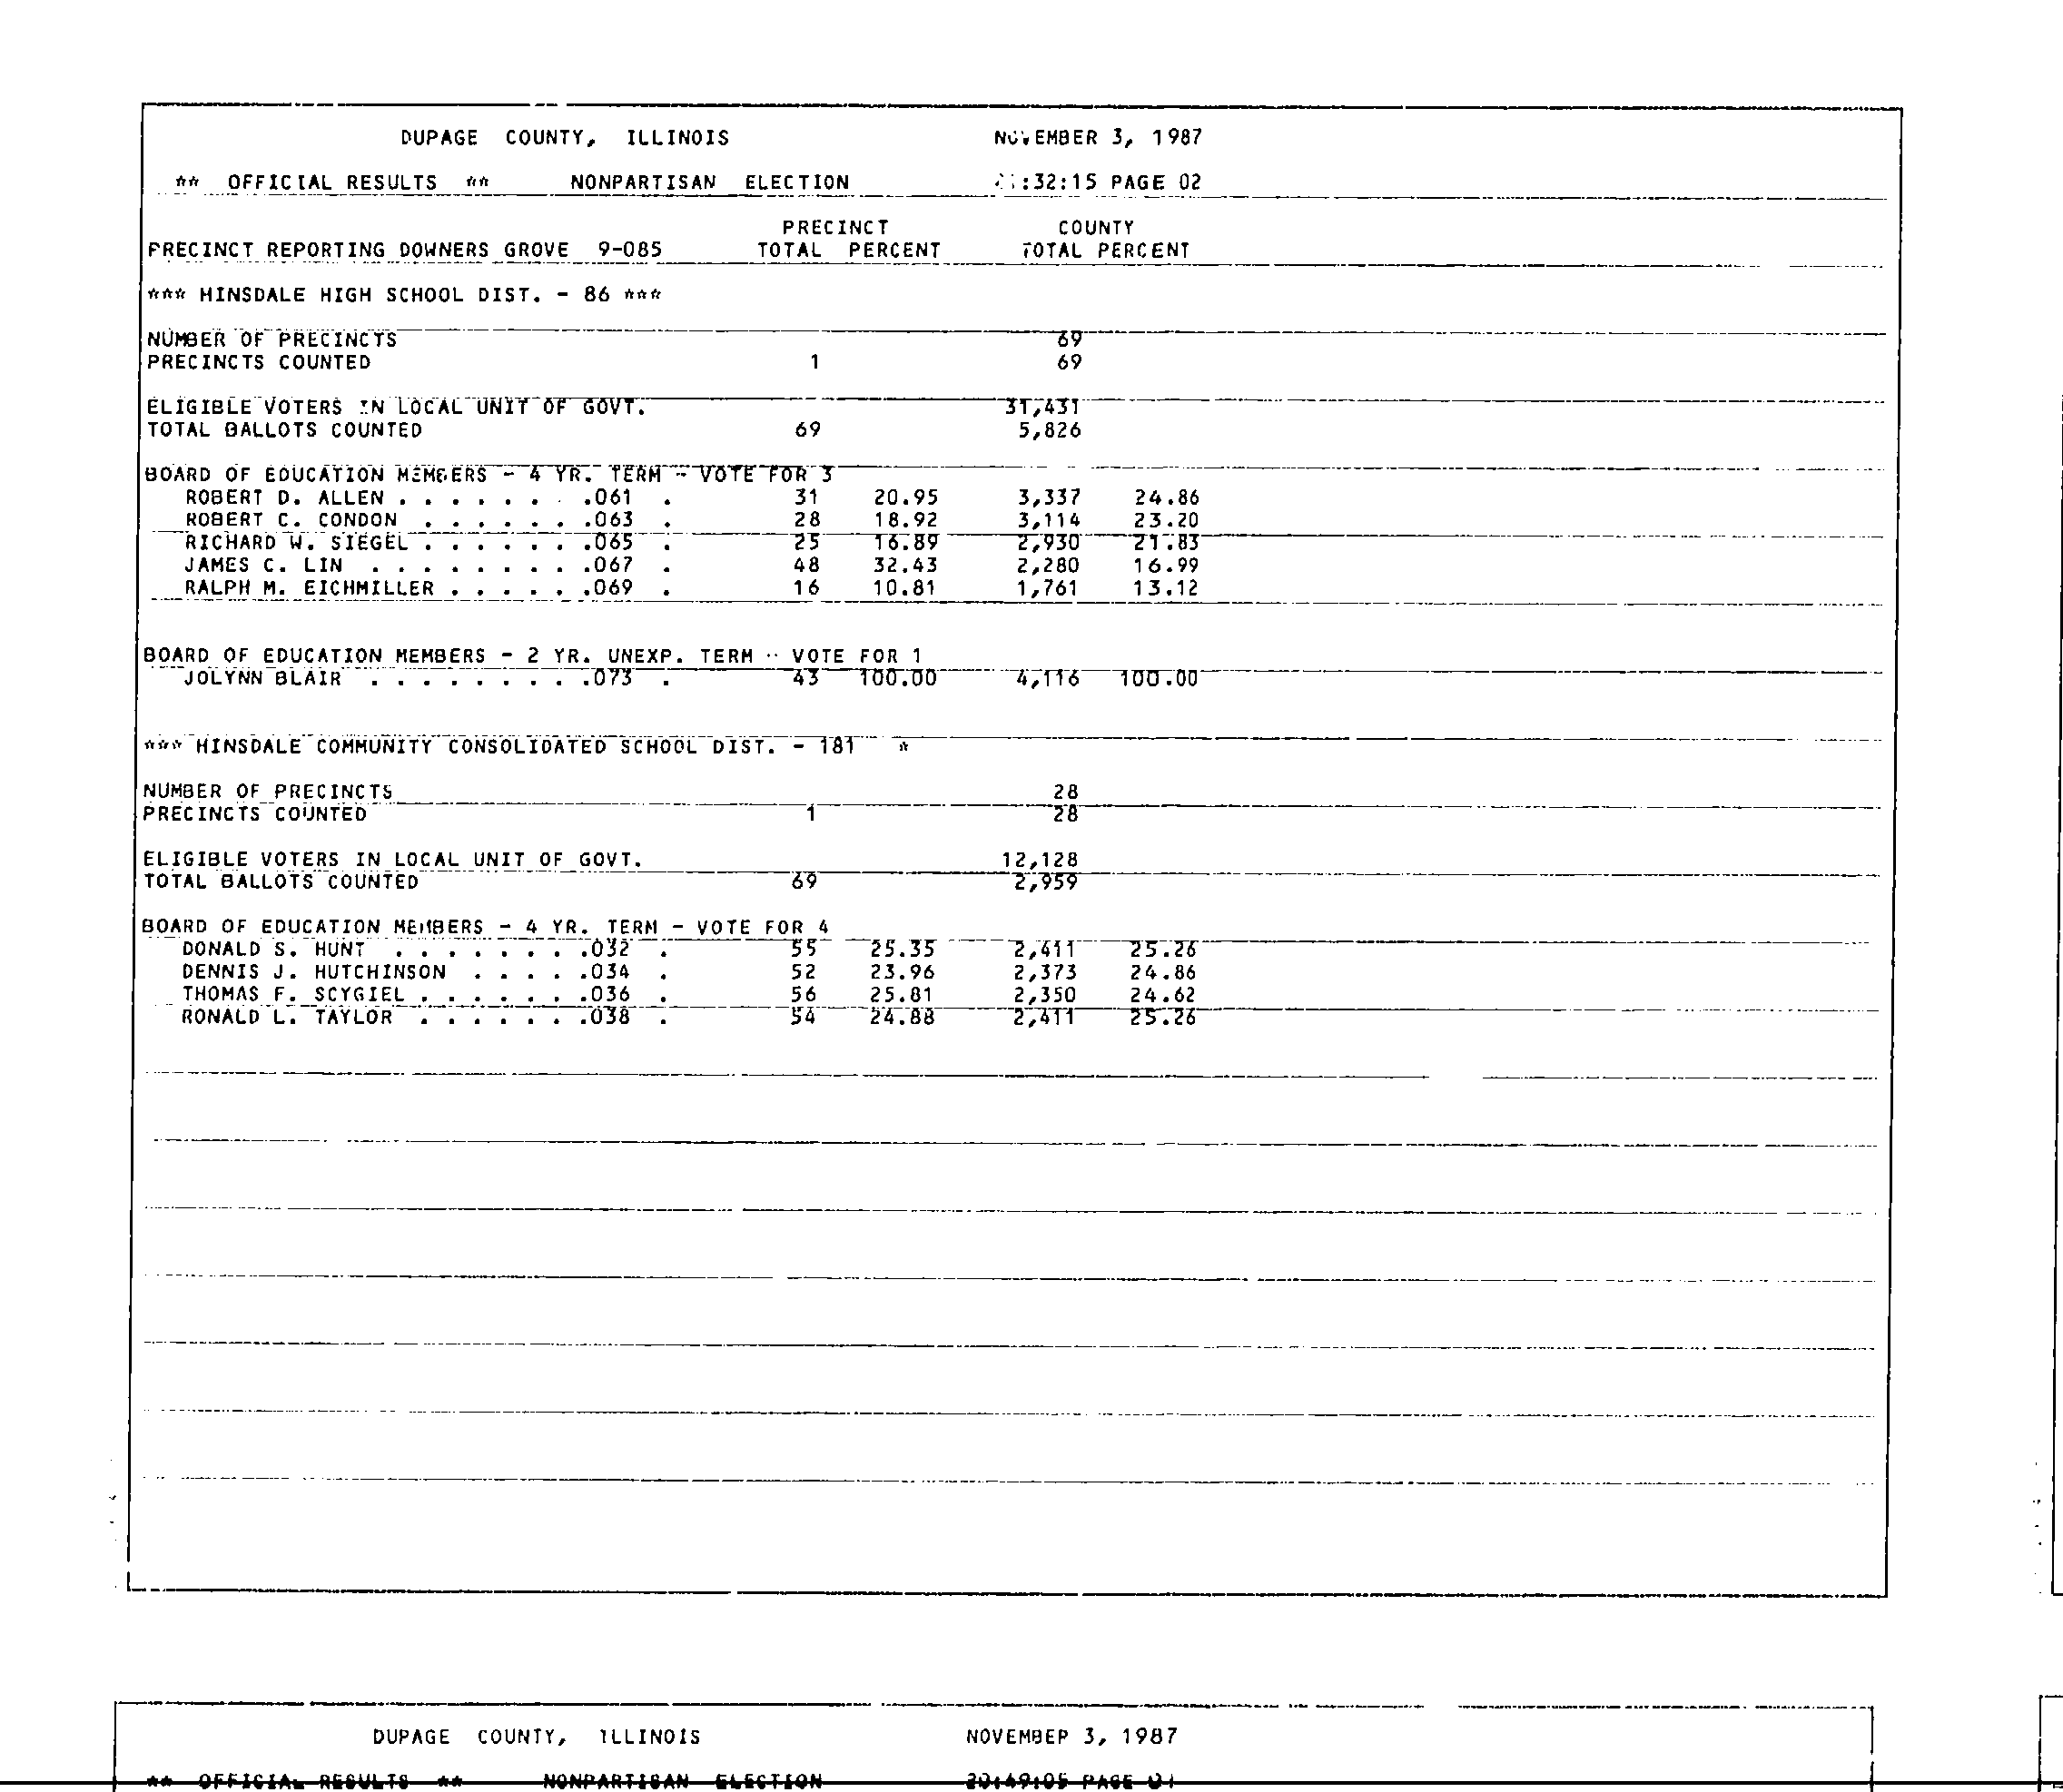 DUPAGE COUNTY, ILLINOIS NOVEMBER 3, 1987
** OFFICIAL RESULTS ** NONPARTISAN ELECTION :32:15 PAGE 02
PRECINCT COUNTY
PRECINCT REPORTING DOWNERS GROVE 9-085 TOTAL PERCENT TOTAL PERCENT
*** HINSDALE HIGH SCHOOL DIST. - 86 ***
NUMBER OF PRECINCTS 69
PRECINCTS COUNTED 1 69
ELIGIBLE VOTERS IN LOCAL UNIT OF GOVT. 31,431
TOTAL BALLOTS COUNTED 69 5,826
BOARD OF EDUCATION MEMBERS - 4 YR. TERM - VOTE FOR 3
ROBERT D. ALLEN . . . . . . . .061 . 31 20.95 3,337 24.86
ROBERT C. CONDON . . . . . . .063 . 28 18.92 3,114 23.20
RICHARD W. SIEGEL . . . . . . .065 . 25 16.89 2,930 21.83
JAMES C. LIN . . . . . . . . .067 . 48 32.43 2,280 16.99
RALPH M. EICHMILLER . . . . . .069 . 16 10.81 1,761 13.12
BOARD OF EDUCATION MEMBERS - 2 YR. UNEXP. TERM - VOTE FOR 1
JOLYNN BLAIR . . . . . . . . .073 . 43 100.00 4,116 100.00
*** HINSDALE COMMUNITY CONSOLIDATED SCHOOL DIST. - 181 *
NUMBER OF PRECINCTS 28
PRECINCTS COUNTED 1 28
ELIGIBLE VOTERS IN LOCAL UNIT OF GOVT. 12,128
TOTAL BALLOTS COUNTED 69 2,959
BOARD OF EDUCATION MEMBERS - 4 YR. TERM - VOTE FOR 4
DONALD S. HUNT . . . . . . . .032 . 55 25.35 2,411 25.26
DENNIS J. HUTCHINSON . . . . .034 . 52 23.96 2,373 24.86
THOMAS F. SCYGIEL . . . . . . .036 . 56 25.81 2,350 24.62
RONALD L. TAYLOR . . . . . . .038 . 54 24.88 2,411 25.26
DUPAGE COUNTY, ILLINOIS NOVEMBER 3, 1987
** OFFICIAL RESULTS ** NONPARTISAN ELECTION 20:49:05 PAGE 01